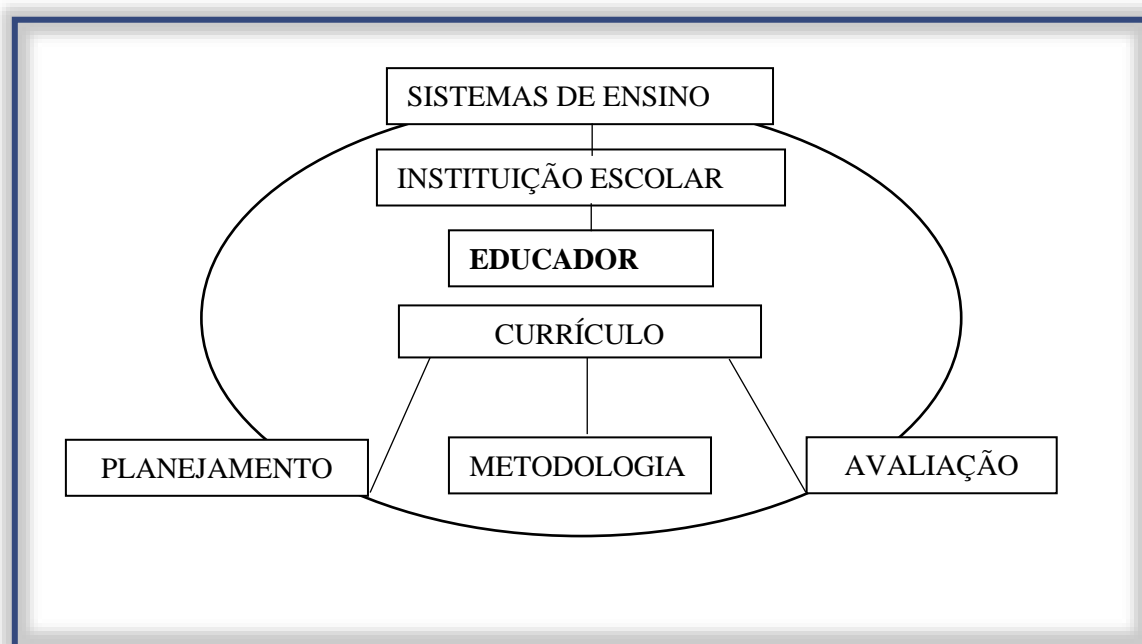 SISTEMAS DE ENSINO
INSTITUIÇÃO ESCOLAR
EDUCADOR
CURRÍCULO
PLANEJAMENTO
METODOLOGIA
AVALIAÇÃO